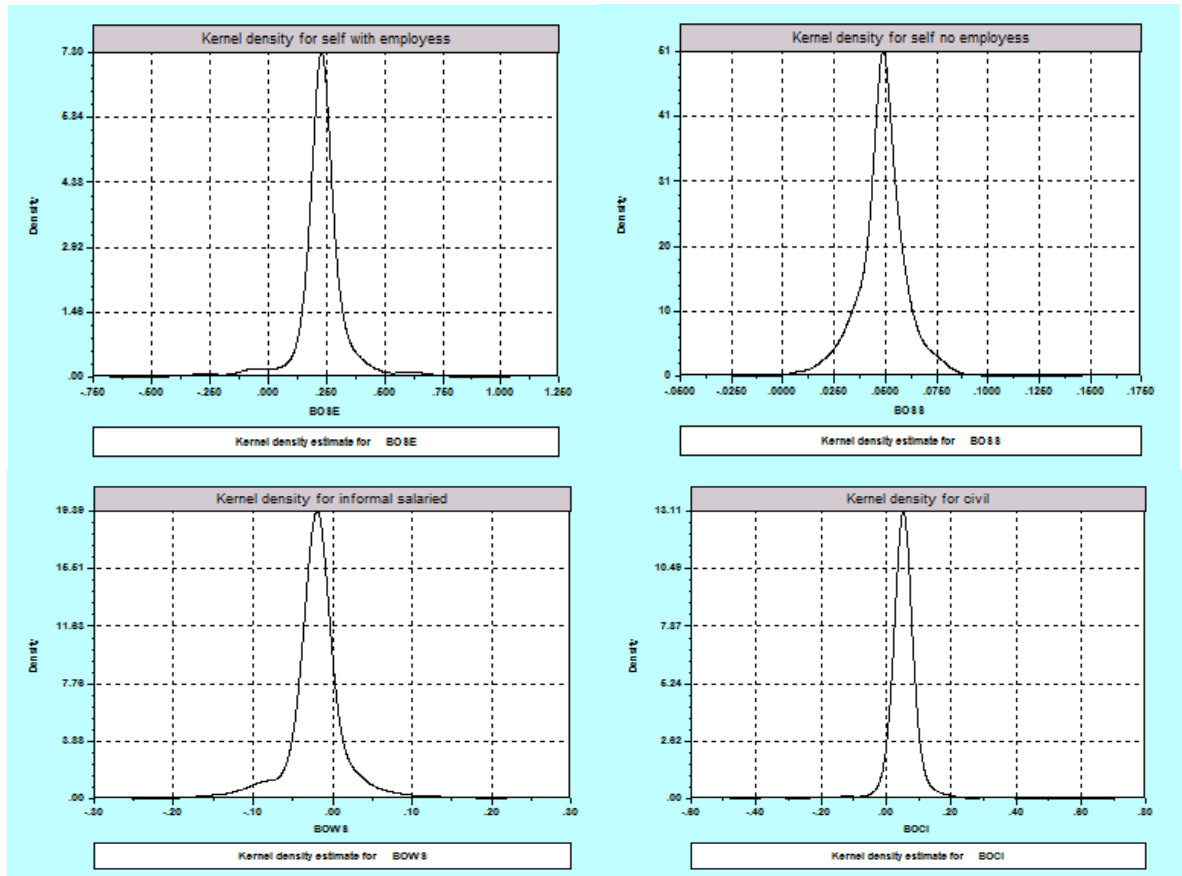 Kernel density for self with employess
7.30
5.84
4.38
2.92
1.46
.00
Density
-.750 -.500 -.250 .000 .250 .500 .750 1.000 1.250
BOSE
Kernel density estimate for BOSE
Kernel density for self no employess
51
41
31
20
10
0
Density
-.0500 -.0250 .0000 .0250 .0500 .0750 .1000 .1250 .1500 .1750
BOSS
Kernel density estimate for BOSS
Kernel density for informal salaried
19.39
15.51
11.63
7.76
3.88
.00
Density
-.30 -.20 -.10 .00 .10 .20 .30
BOWS
Kernel density estimate for BOWS
Kernel density for civil
13.11
10.49
7.87
5.24
2.62
.00
Density
-.60 -.40 -.20 .00 .20 .40 .60 .80
BOCI
Kernel density estimate for BOCI